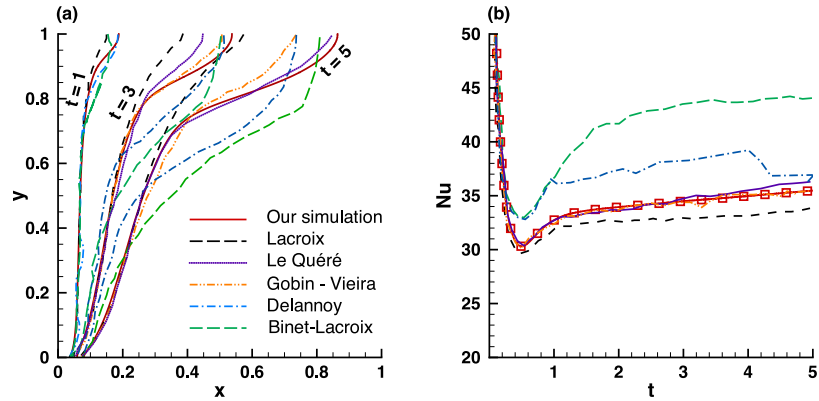 (a)
1
0.8
0.6
0.4
0.2
0
y
0
0.2
0.4
0.6
0.8
1
x
t = 1
t = 3
t = 5
Our simulation
Lacroix
Le Quéré
Gobin - Vieira
Delannoy
Binet-Lacroix
(b)
50
45
40
35
30
25
20
Nu
1
2
3
4
5
t